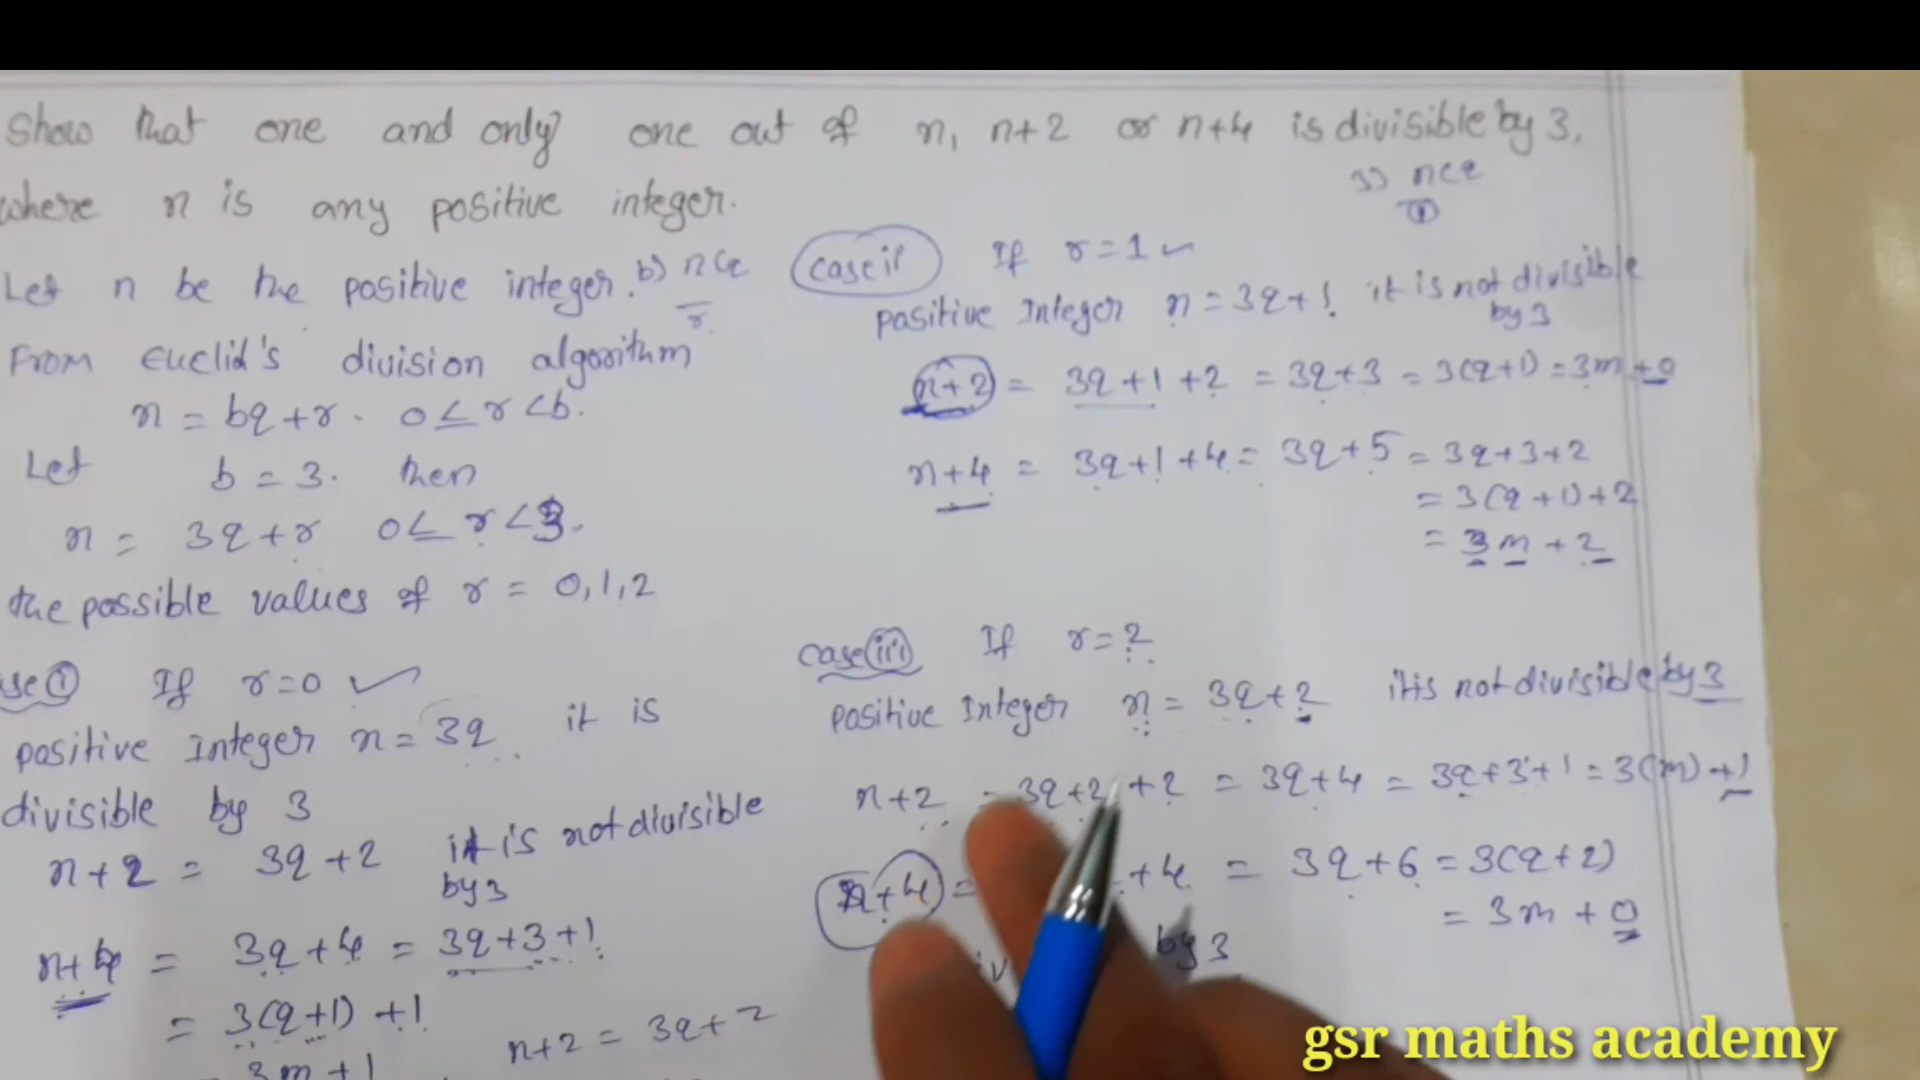 Show that one and only one out of n, n+2 or n+4 is divisible by 3,
where n is any positive integer.
Let n be the positive integer.
From Euclid's division algorithm
n = bq + r. 0 ≤ r < b.
Let b = 3. then
n = 3q + r 0 ≤ r < 3.
the possible values of r = 0, 1, 2
If r = 0 ✓
positive Integer n = 3q it is
divisible by 3
n+2 = 3q + 2 it is not divisible
by 3
n+4 = 3q + 4 = 3q + 3 + 1
= 3(q+1) + 1
3m + 1
n+2 = 3q + 2
case ii If r = 1 ✓
positive Integer n = 3q + 1 it is not divisible
by 3
n+2 = 3q + 1 + 2 = 3q + 3 = 3(q+1) = 3m + 0
n+4 = 3q + 1 + 4 = 3q + 5 = 3q + 3 + 2
= 3(q+1) + 2
= 3m + 2
case (iii) If r = 2
positive Integer n = 3q + 2 it is not divisible by 3
n+2 = 3q + 2 + 2 = 3q + 4 = 3q + 3 + 1 = 3(m) + 1
n+4 = + 4 = 3q + 6 = 3(q+2)
= 3m + 0
by 3
gsr maths academy